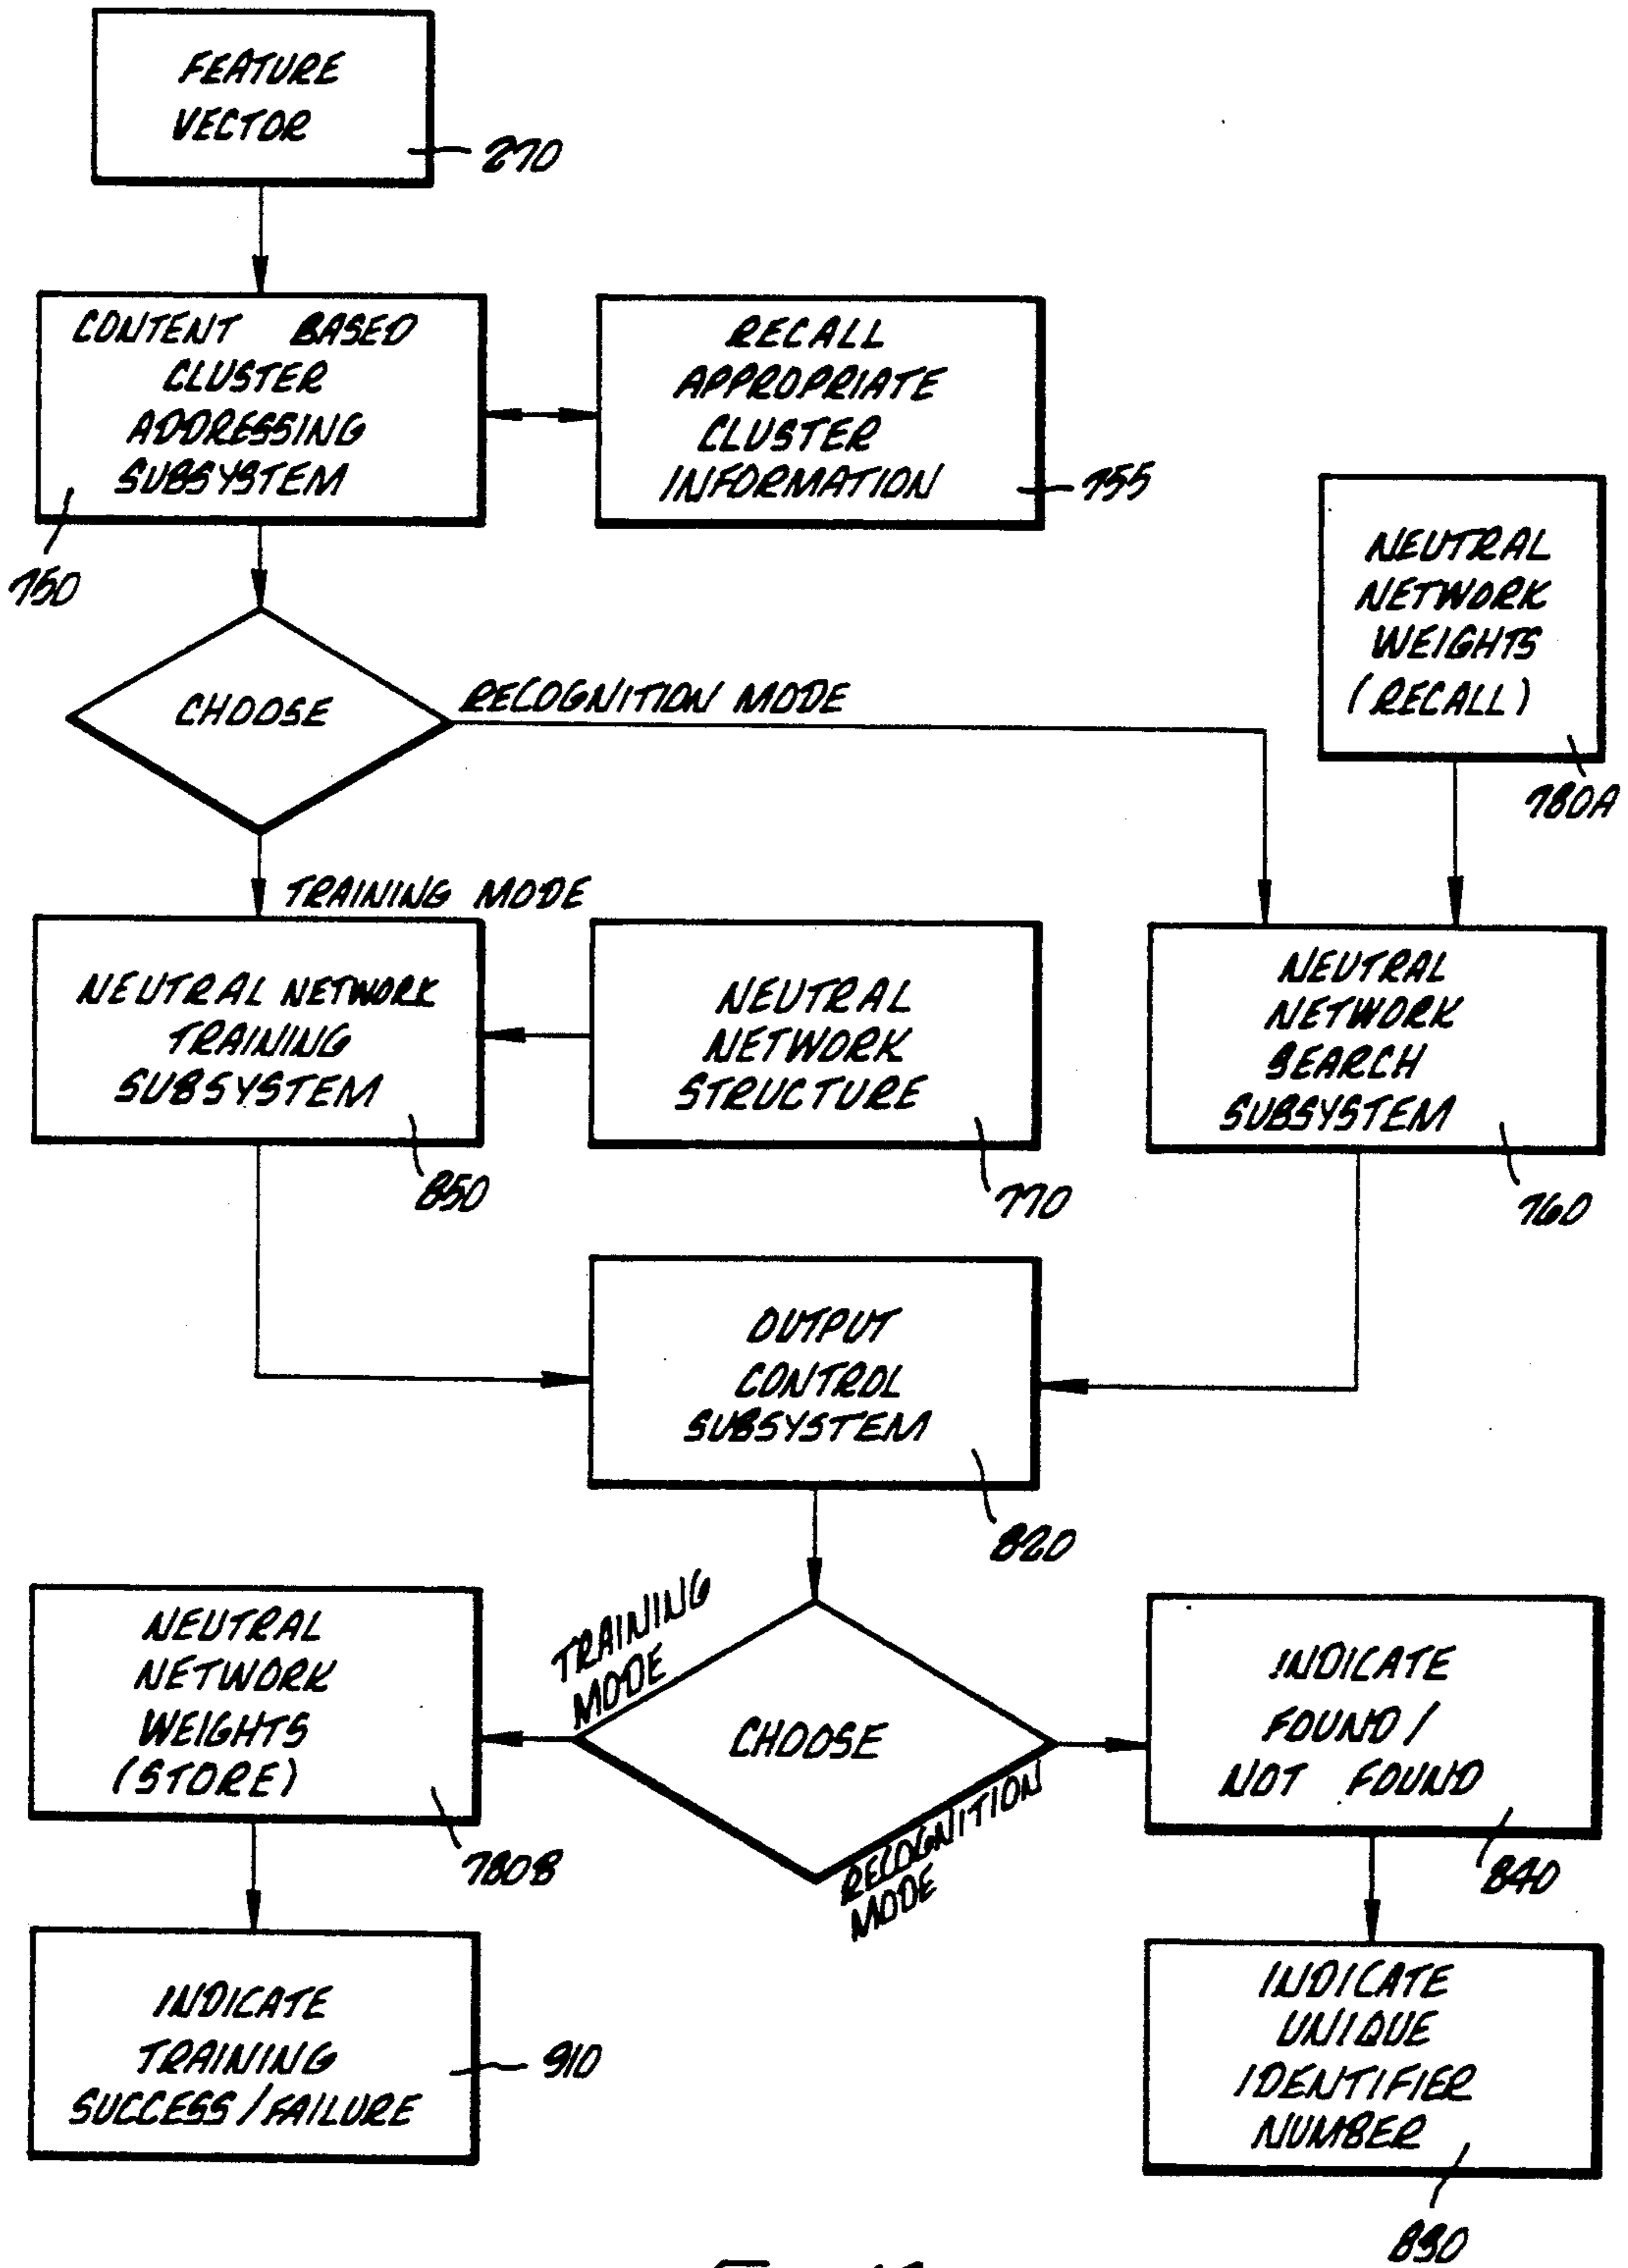 FEATURE
VECTOR
270
CONTENT BASED
CLUSTER
ADDRESSING
SUBSYSTEM
750
RECALL
APPROPRIATE
CLUSTER
INFORMATION
755
NEUTRAL
NETWORK
WEIGHTS
(RECALL)
780A
CHOOSE
RECOGNITION MODE
TRAINING MODE
NEUTRAL NETWORK
TRAINING
SUBSYSTEM
850
NEUTRAL
NETWORK
STRUCTURE
770
NEUTRAL
NETWORK
SEARCH
SUBSYSTEM
760
OUTPUT
CONTROL
SUBSYSTEM
820
NEUTRAL
NETWORK
WEIGHTS
(STORE)
780B
TRAINING
MODE
CHOOSE
RECOGNITION
MODE
INDICATE
FOUND/
NOT FOUND
840
INDICATE
TRAINING
SUCCESS/FAILURE
910
INDICATE
UNIQUE
IDENTIFIER
NUMBER
830